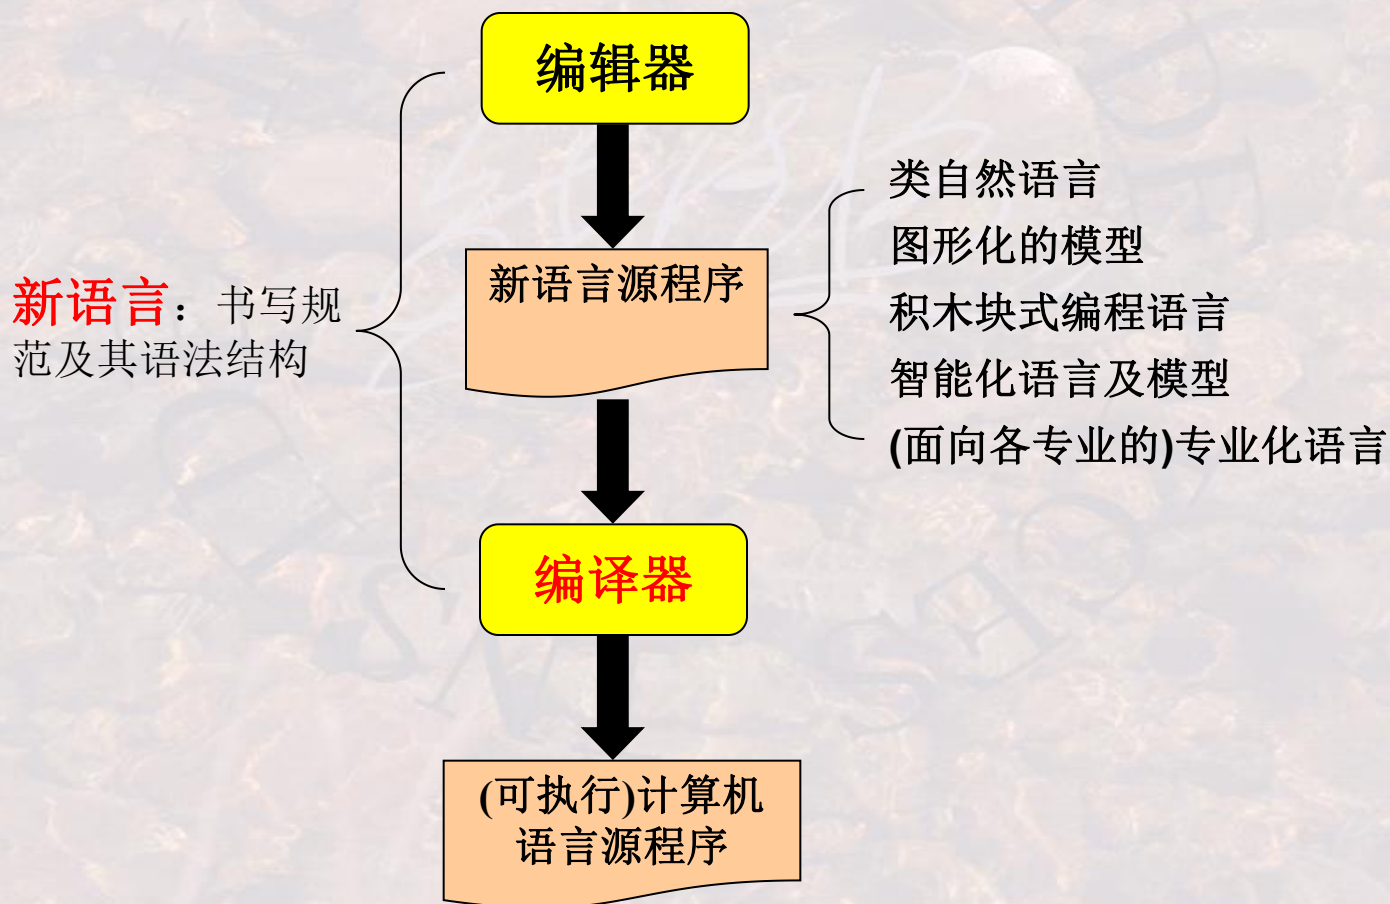 编辑器
新语言源程序
新语言：书写规
范及其语法结构
类自然语言
图形化的模型
积木块式编程语言
智能化语言及模型
(面向各专业的)专业化语言
编译器
(可执行)计算机
语言源程序